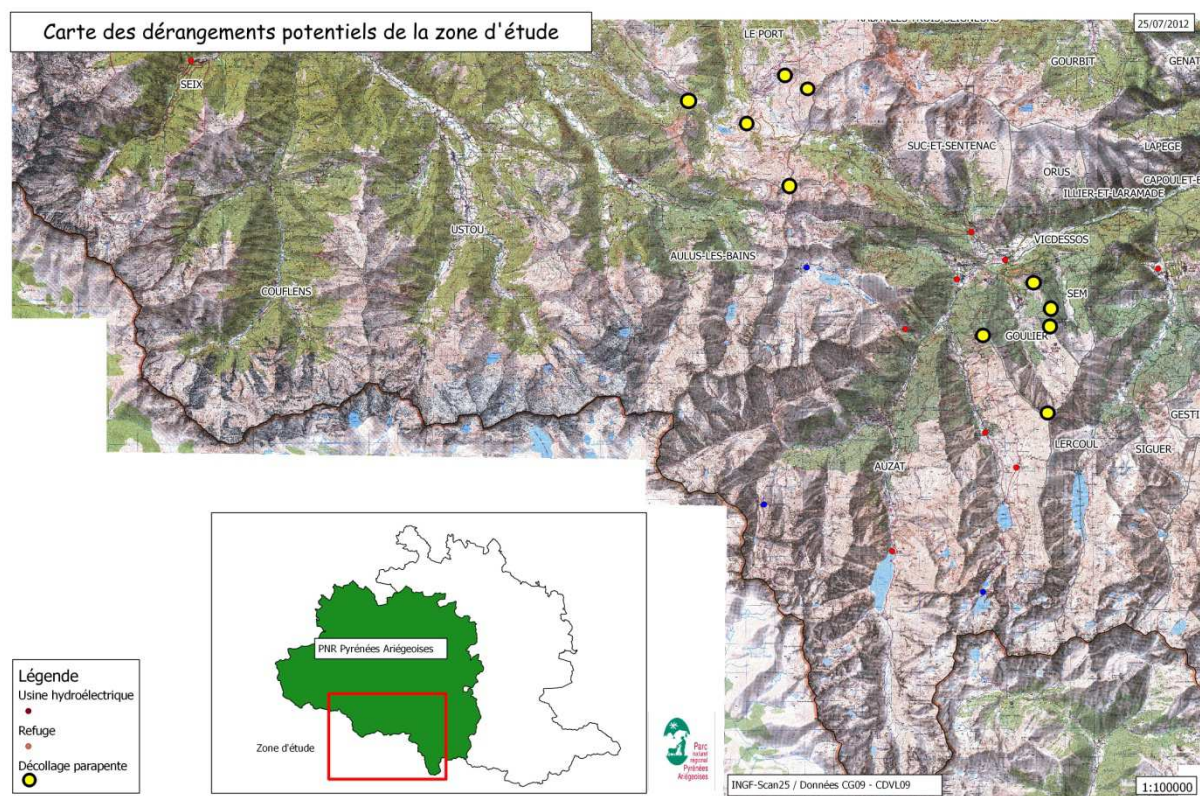 Carte des dérangements potentiels de la zone d'étude
25/07/2012
LE PORT
GOURBIT
SEIX
SUC-ET-SENTENAC
LAPEGE
ORUS
ILLIER-ET-LARAMADE
USTOU
VICDESSOS
AULUS-LES-BAINS
COUFLENS
SEM
GOULIER
LERCOUL
SIGUER
AUZAT
PNR Pyrénées Ariégeoises
Zone d'étude
Légende
Usine hydroélectrique
Refuge
Décollage parapente
Parc
naturel
régional
Pyrénées
Ariégeoises
INGF-Scan25 / Données CG09 - CDVL09
1:100000